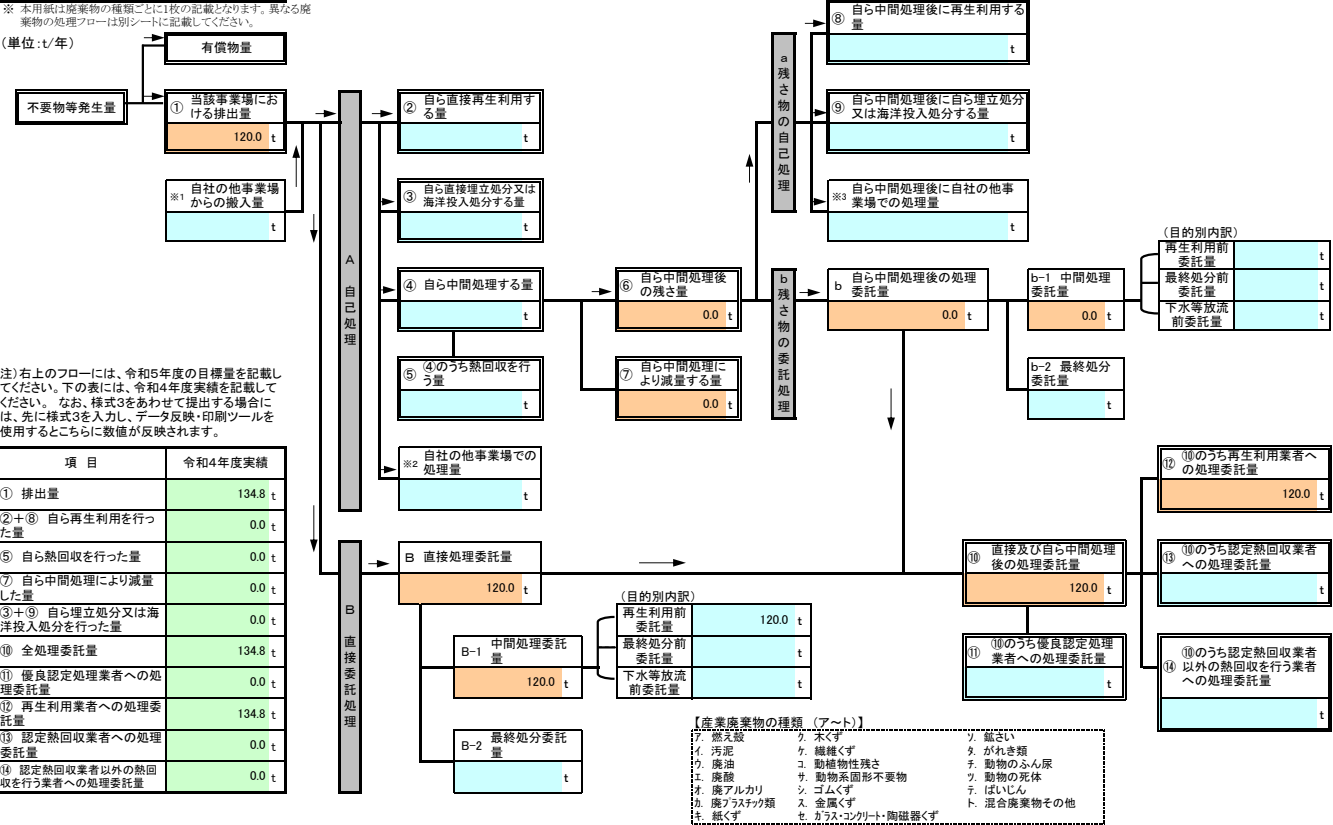 ※ 本用紙は廃棄物の種類ごとに1枚の記載となります。異なる廃
棄物の処理フローは別シートに記載してください。
(単位:t/年)
有償物量
不要物等発生量
① 当該事業場にお
ける排出量
120.0 t
※1 自社の他事業場
からの搬入量
t
A 自己処理
② 自ら直接再生利用す
る量
t
③ 自ら直接埋立処分又は
海洋投入処分する量
t
④ 自ら中間処理する量
t
⑤ ④のうち熱回収を行
う量
t
※2 自社の他事業場での
処理量
t
⑥ 自ら中間処理後
の残さ量
0.0 t
⑦ 自ら中間処理に
より減量する量
0.0 t
a 残さ物の自己処理
⑧ 自ら中間処理後に再生利用する
量
t
⑨ 自ら中間処理後に自ら埋立処分
又は海洋投入処分する量
t
※3 自ら中間処理後に自社の他事
業場での処理量
t
b 残さ物の委託処理
b 自ら中間処理後の処理
委託量
0.0 t
b-1 中間処理
委託量
0.0 t
b-2 最終処分
委託量
t
(目的別内訳)
再生利用前
委託量
t
最終処分前
委託量
t
下水等放流
前委託量
t
注)右上のフローには、令和5年度の目標量を記載し
てください。下の表には、令和4年度実績を記載して
ください。 なお、様式3をあわせて提出する場合に
は、先に様式3を入力し、データ反映・印刷ツールを
使用するとこちらに数値が反映されます。
項 目 令和4年度実績
① 排出量 134.8 t
②+⑧ 自ら再生利用を行っ
た量 0.0 t
⑤ 自ら熱回収を行った量 0.0 t
⑦ 自ら中間処理により減量
した量 0.0 t
③+⑨ 自ら埋立処分又は海
洋投入処分を行った量 0.0 t
⑩ 全処理委託量 134.8 t
⑪ 優良認定処理業者への処
理委託量 0.0 t
⑫ 再生利用業者への処理委
託量 134.8 t
⑬ 認定熱回収業者への処理
委託量 0.0 t
⑭ 認定熱回収業者以外の熱回
収を行う業者への処理委託量 0.0 t
B 直接委託処理
B 直接処理委託量
120.0 t
B-1 中間処理委託
量
120.0 t
B-2 最終処分委託
量
t
(目的別内訳)
再生利用前
委託量
120.0 t
最終処分前
委託量
t
下水等放流
前委託量
t
⑩ 直接及び自ら中間処理
後の処理委託量
120.0 t
⑪ ⑩のうち優良認定処理
業者への処理委託量
t
⑫ ⑩のうち再生利用業者へ
の処理委託量
120.0 t
⑬ ⑩のうち認定熱回収業者
への処理委託量
t
⑭ ⑩のうち認定熱回収業者
以外の熱回収を行う業者
への処理委託量
t
【産業廃棄物の種類 (ア~ト)】
ア. 燃え殻 ク. 木くず ソ. 鉱さい
イ. 汚泥 ケ. 繊維くず タ. がれき類
ウ. 廃油 コ. 動植物性残さ チ. 動物のふん尿
エ. 廃酸 サ. 動物系固形不要物 ツ. 動物の死体
オ. 廃アルカリ シ. ゴムくず テ. ばいじん
カ. 廃プラスチック類 ス. 金属くず ト. 混合廃棄物その他
キ. 紙くず セ. ガラス・コンクリート・陶磁器くず